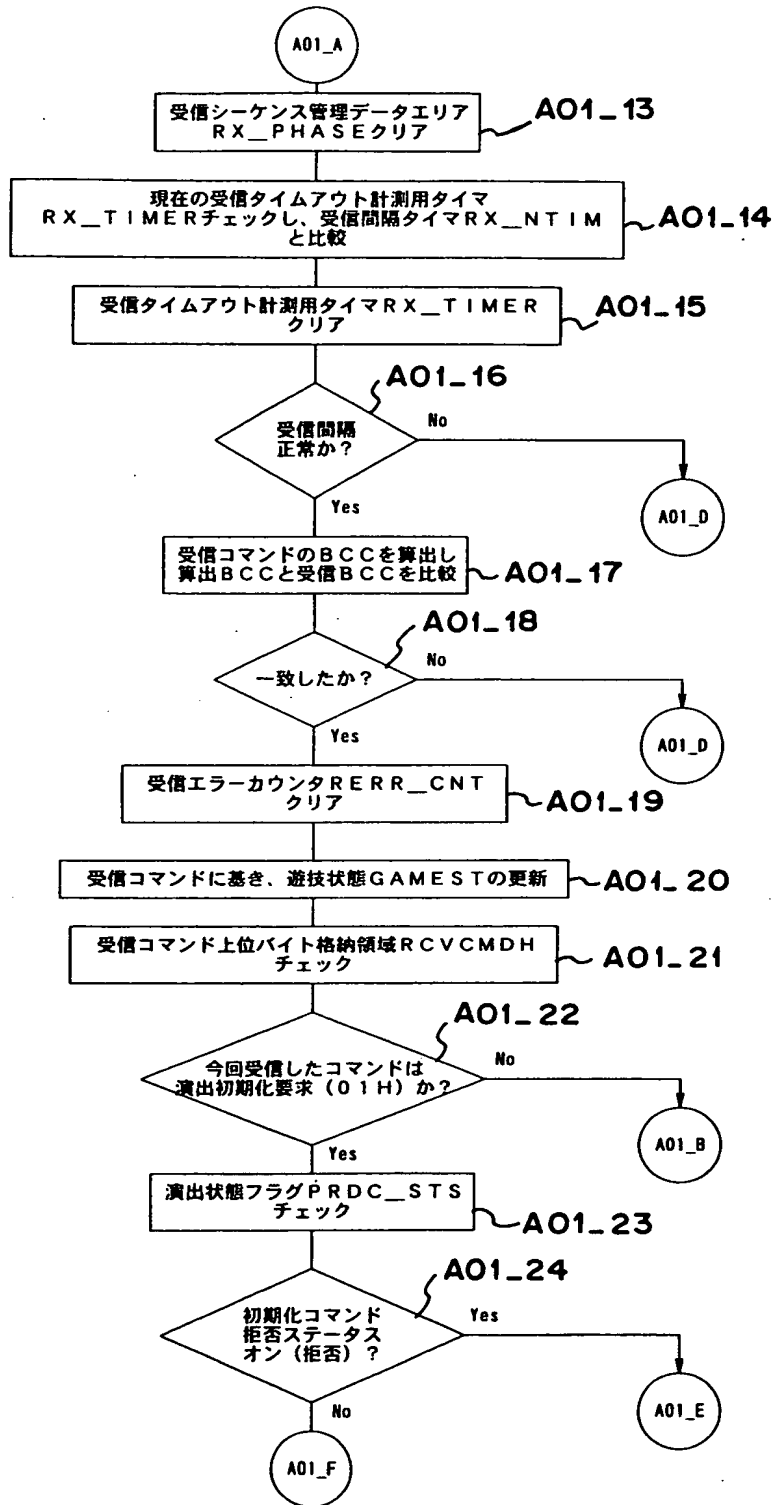 A01_A
受信シーケンス管理データエリア
RX__PHASEクリア
A01_13
現在の受信タイムアウト計測用タイマ
RX__TIMERチェックし、受信間隔タイマRX__NTIM
と比較
A01_14
受信タイムアウト計測用タイマRX__TIMER
クリア
A01_15
A01_16
受信間隔
正常か?
No
Yes
A01_D
受信コマンドのBCCを算出し
算出BCCと受信BCCを比較
A01_17
A01_18
一致したか?
No
Yes
A01_D
受信エラーカウンタRERR__CNT
クリア
A01_19
受信コマンドに基き、遊技状態GAMESTの更新
A01_20
受信コマンド上位バイト格納領域RCVCMDH
チェック
A01_21
A01_22
今回受信したコマンドは
演出初期化要求(01H)か?
No
Yes
A01_B
演出状態フラグPRDC__STS
チェック
A01_23
A01_24
初期化コマンド
拒否ステータス
オン(拒否)?
Yes
No
A01_E
A01_F